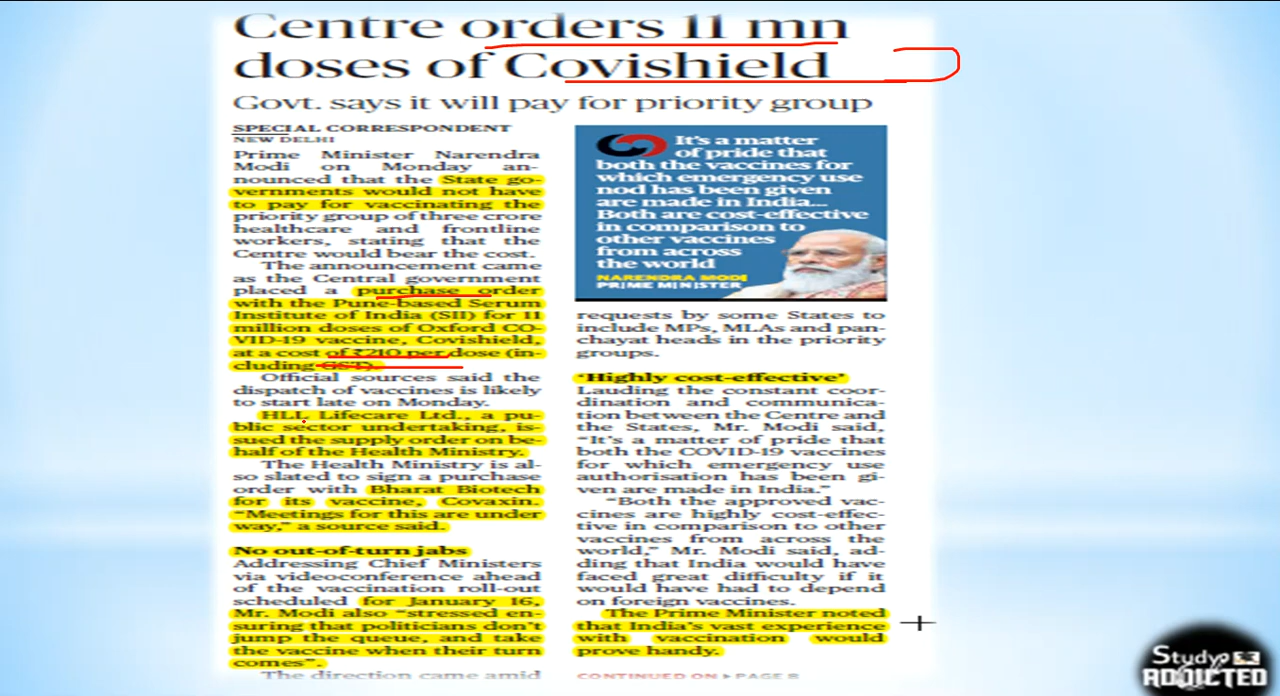 Centre orders 11 mn
doses of Covishield
Govt. says it will pay for priority group
SPECIAL CORRESPONDENT
NEW DELHI
Prime Minister Narendra
Modi on Monday an-
nounced that the State go-
vernments would not have
to pay for vaccinating the
priority group of three crore
healthcare and frontline
workers, stating that the
Centre would bear the cost.
The announcement came
as the Central government
placed a purchase order
with the Pune-based Serum
Institute of India (SII) for 11
million doses of Oxford CO-
VID-19 vaccine, Covishield,
at a cost of ₹210 per dose (in-
cluding GST).
Official sources said the
dispatch of vaccines is likely
to start late on Monday.
HLL Lifecare Ltd., a pu-
blic sector undertaking, is-
sued the supply order on be-
half of the Health Ministry.
The Health Ministry is al-
so slated to sign a purchase
order with Bharat Biotech
for its vaccine, Covaxin.
“Meetings for this are under
way,” a source said.
No out-of-turn jabs
Addressing Chief Ministers
via videoconference ahead
of the vaccination roll-out
scheduled for January 16,
Mr. Modi also “stressed en-
suring that politicians don’t
jump the queue, and take
the vaccine when their turn
comes”.
The direction came amid
It’s a matter
of pride that
both the vaccines for
which emergency use
nod has been given
are made in India...
Both are cost-effective
in comparison to
other vaccines
from across
the world
NARENDRA MODI
PRIME MINISTER
requests by some States to
include MPs, MLAs and pan-
chayat heads in the priority
groups.
‘Highly cost-effective’
Lauding the constant coor-
dination and communica-
tion between the Centre and
the States, Mr. Modi said,
“It’s a matter of pride that
both the COVID-19 vaccines
for which emergency use
authorisation has been gi-
ven are made in India.”
“Both the approved vac-
cines are highly cost-effec-
tive in comparison to other
vaccines from across the
world,” Mr. Modi said, ad-
ding that India would have
faced great difficulty if it
would have had to depend
on foreign vaccines.
The Prime Minister noted
that India’s vast experience
with vaccination would
prove handy.
CONTINUED ON ▸ PAGE 8
Study
ADDICTED